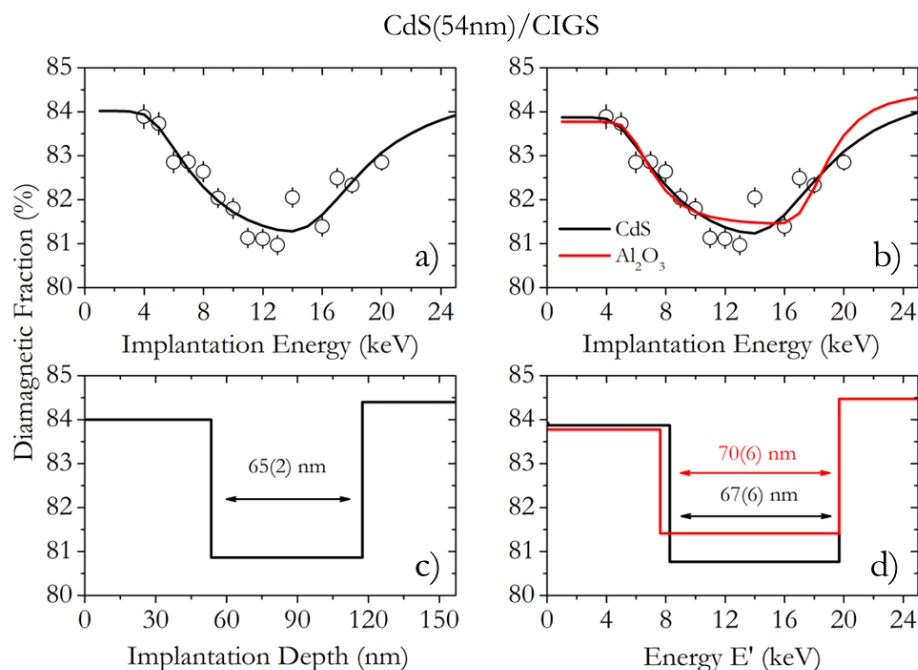 CdS(54nm)/CIGS
Diamagnetic Fraction (%)
85
84
83
82
81
80
a)
0 4 8 12 16 20 24
Implantation Energy (keV)
85
84
83
82
81
80
CdS
Al₂O₃
b)
0 4 8 12 16 20 24
Implantation Energy (keV)
85
84
83
82
81
80
65(2) nm
c)
0 30 60 90 120 150
Implantation Depth (nm)
85
84
83
82
81
80
70(6) nm
67(6) nm
d)
0 4 8 12 16 20 24
Energy E' (keV)